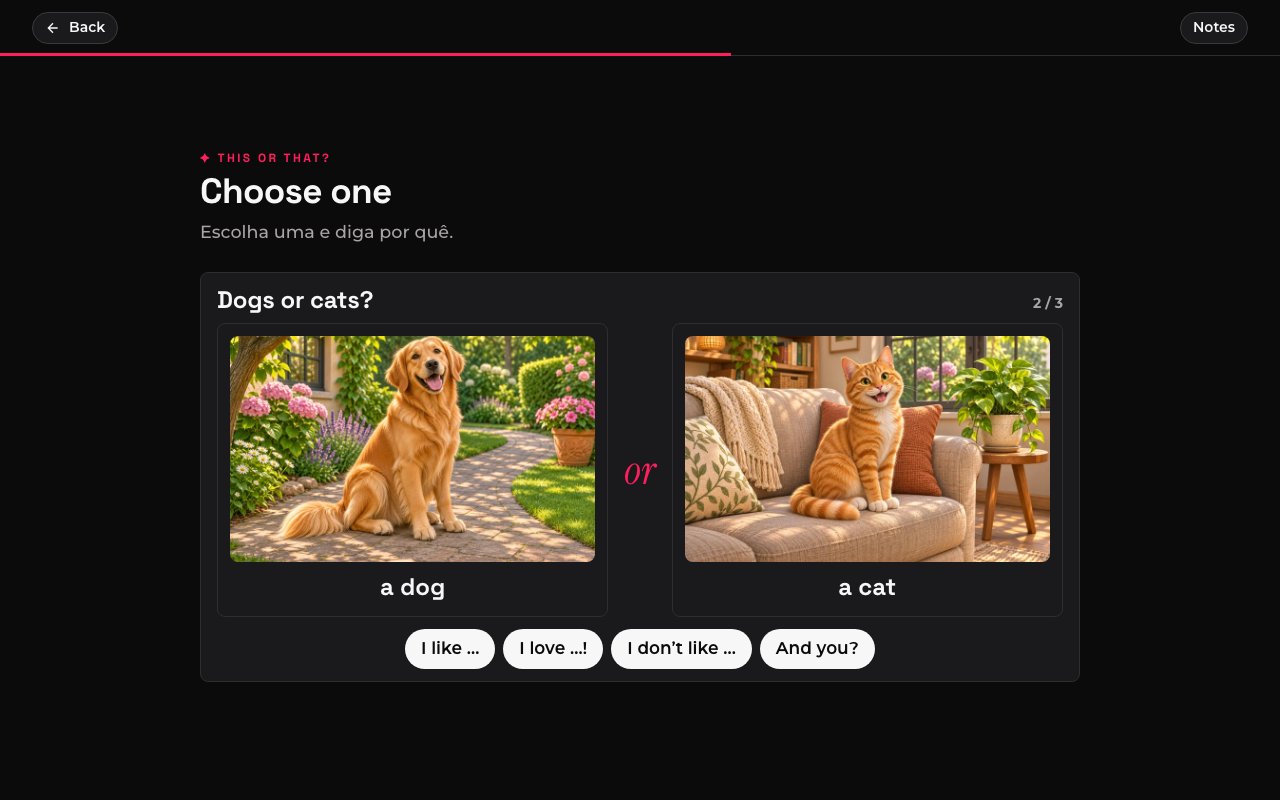 Back
Notes
THIS OR THAT?
Choose one
Escolha uma e diga por quê.
Dogs or cats?
2 / 3
or
a dog
a cat
I like ...
I love ...!
I don’t like ...
And you?